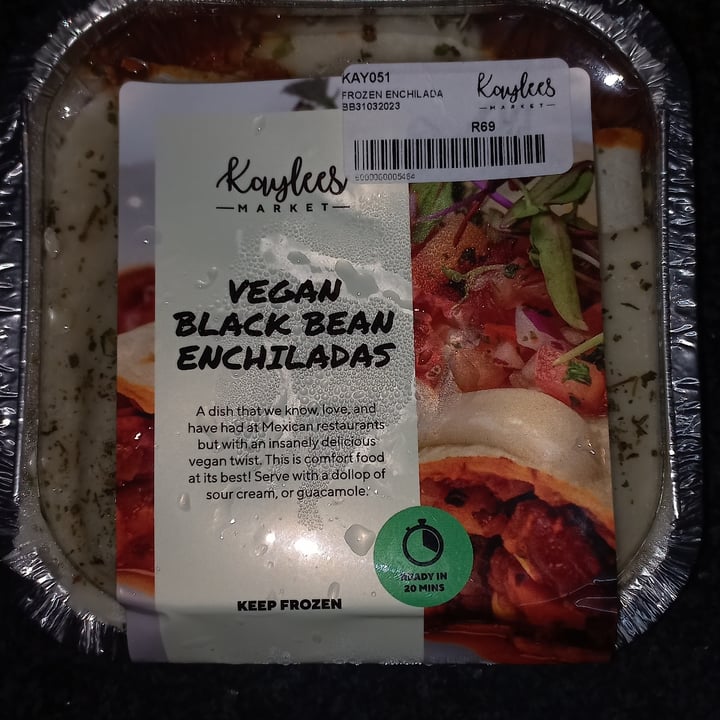 KAY051
FROZEN ENCHILADA
BB31032023
Kaylees
MARKET
R69
6000000005464
Kaylees
MARKET
VEGAN
BLACK BEAN
ENCHILADAS
A dish that we know, love, and
have had at Mexican restaurants
but with an insanely delicious
vegan twist. This is comfort food
at its best! Serve with a dollop of
sour cream, or guacamole.
READY IN
20 MINS
KEEP FROZEN